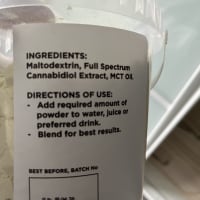 INGREDIENTS:
Maltodextrin, Full Spectrum
Cannabidiol Extract, MCT Oil.
DIRECTIONS OF USE:
- Add required amount of
powder to water, juice or
preferred drink.
- Blend for best results.
BEST BEFORE, BATCH No